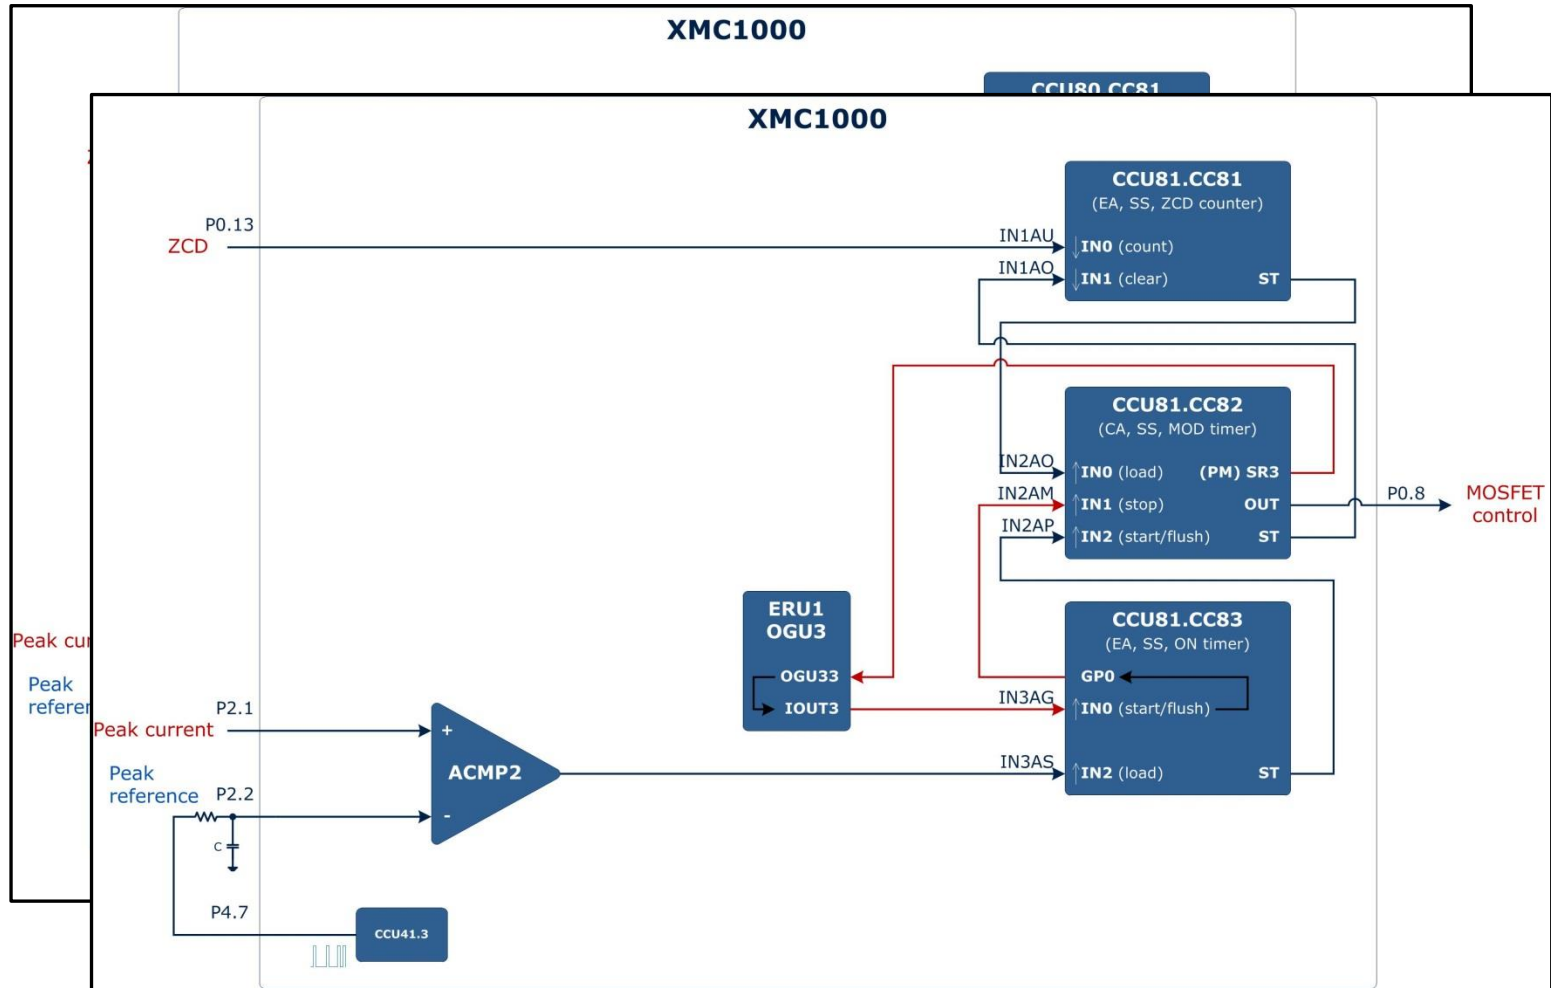 XMC1000
CCU80.CC81
XMC1000
CCU81.CC81
(EA, SS, ZCD counter)
P0.13
ZCD
IN1AU
IN0 (count)
IN1AO
IN1 (clear)
ST
CCU81.CC82
(CA, SS, MOD timer)
IN2AO
IN0 (load)
(PM) SR3
IN2AM
IN1 (stop)
OUT
P0.8
MOSFET
control
IN2AP
IN2 (start/flush)
ST
ERU1
OGU3
OGU33
IOUT3
CCU81.CC83
(EA, SS, ON timer)
GP0
IN3AG
IN0 (start/flush)
IN3AS
IN2 (load)
ST
Peak
Peak
P2.1
Peak current
+
ACMP2
Peak
reference
P2.2
-
C
P4.7
CCU41.3